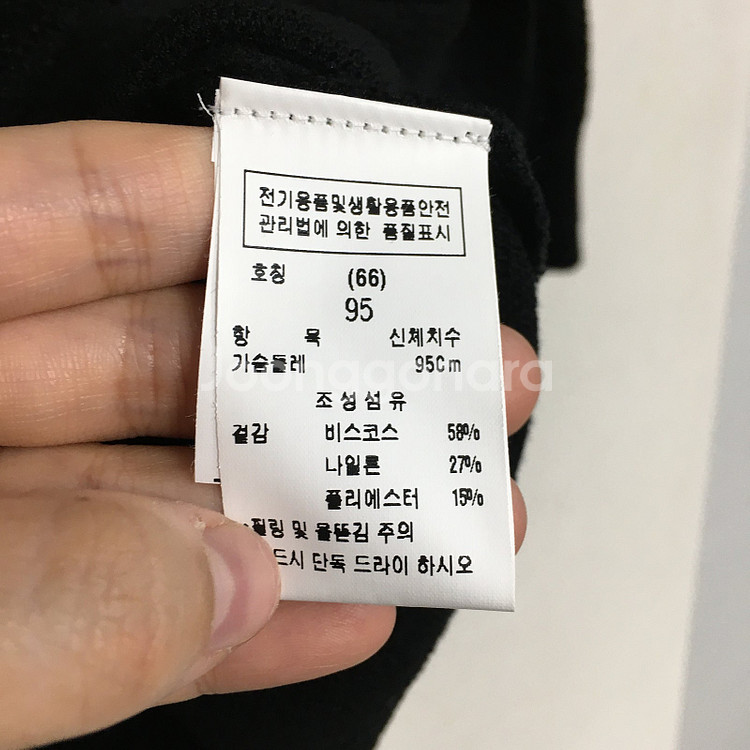 전기용품및생활용품안전
관리법에 의한 품질표시
호칭 (66)
95
항 목 신체치수
가슴둘레 95Cm
Joonggonara
조성섬유
겉감 비스코스 58%
나일론 27%
폴리에스터 15%
필링 및 올뜯김 주의
드시 단독 드라이 하시오